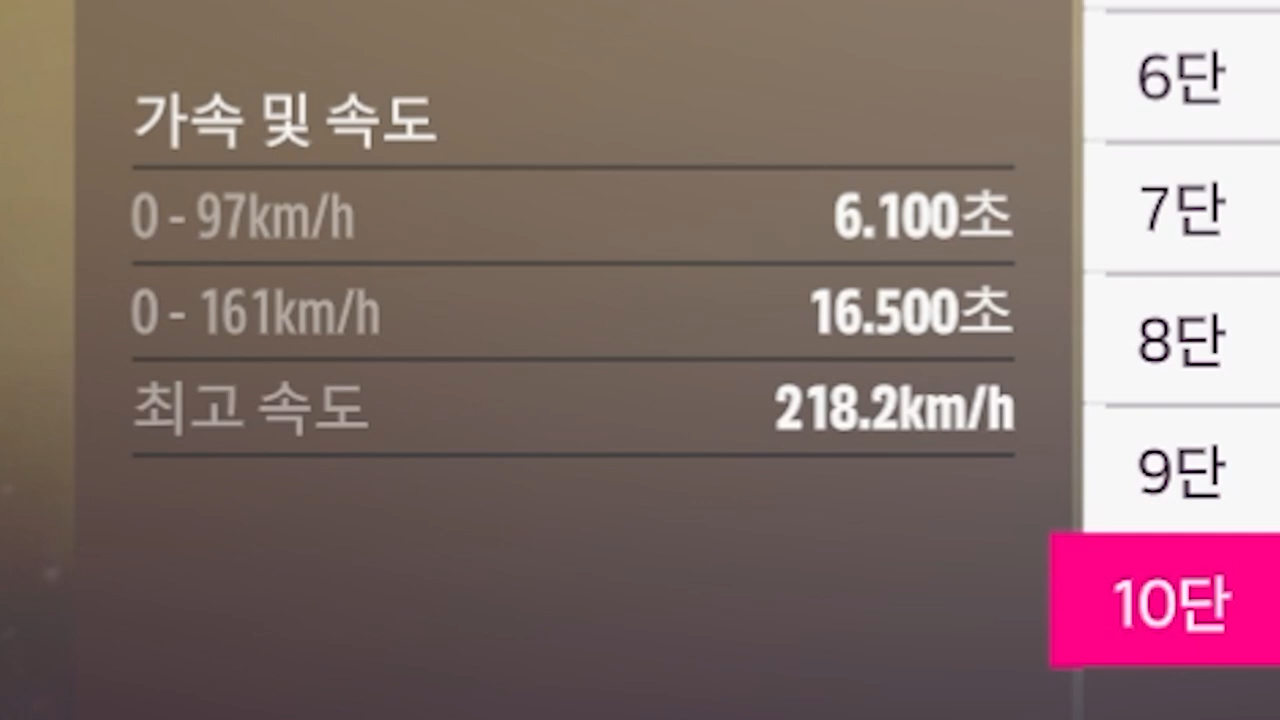 가속 및 속도
0 - 97km/h 6.100초
0 - 161km/h 16.500초
최고 속도 218.2km/h
6단
7단
8단
9단
10단